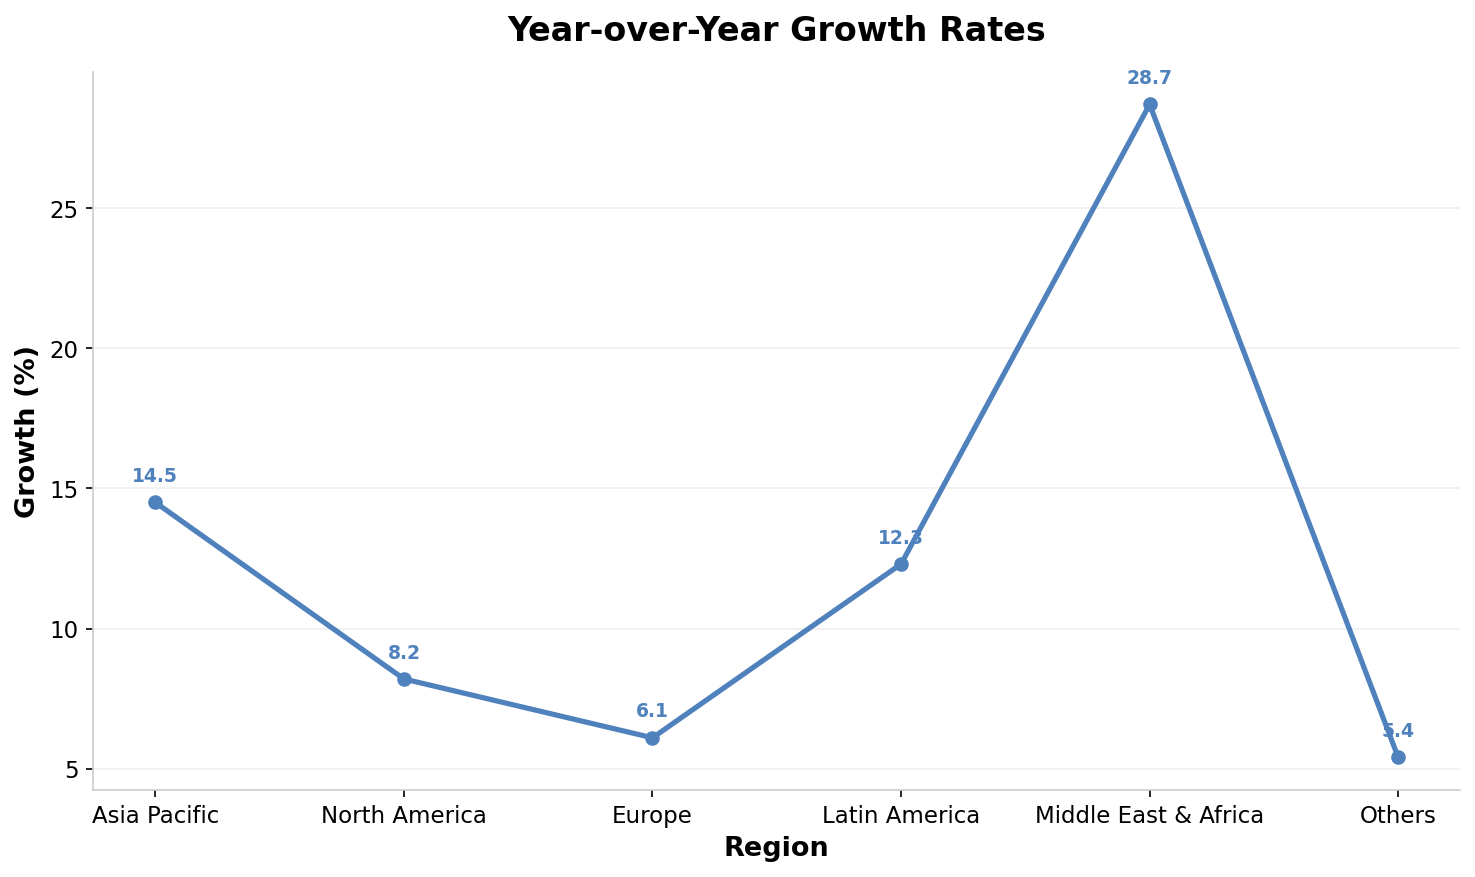 Year-over-Year Growth Rates
28.7
25
20
Growth (%)
14.5
15
12.3
10
8.2
6.1
5.4
5
Asia Pacific North America Europe Latin America Middle East & Africa Others
Region